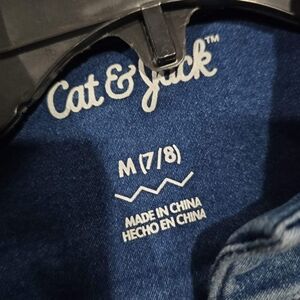 Cat & Jack™
M (7/8)
MADE IN CHINA
HECHO EN CHINA